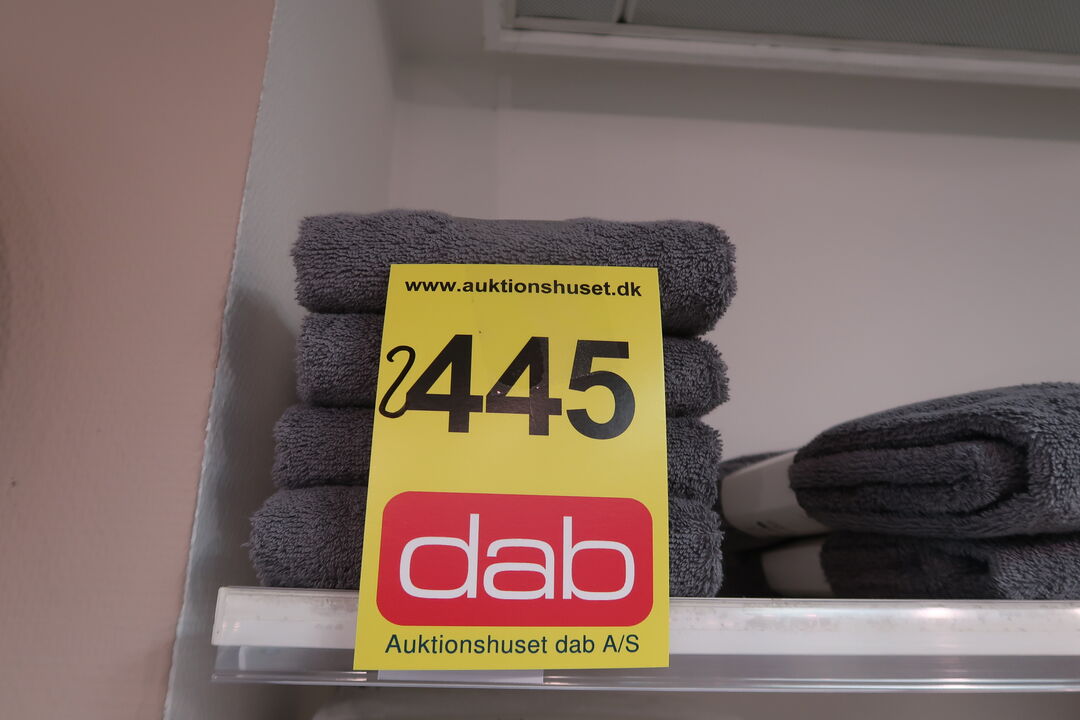 www.auktionshuset.dk
2445
dab
Auktionshuset dab A/S